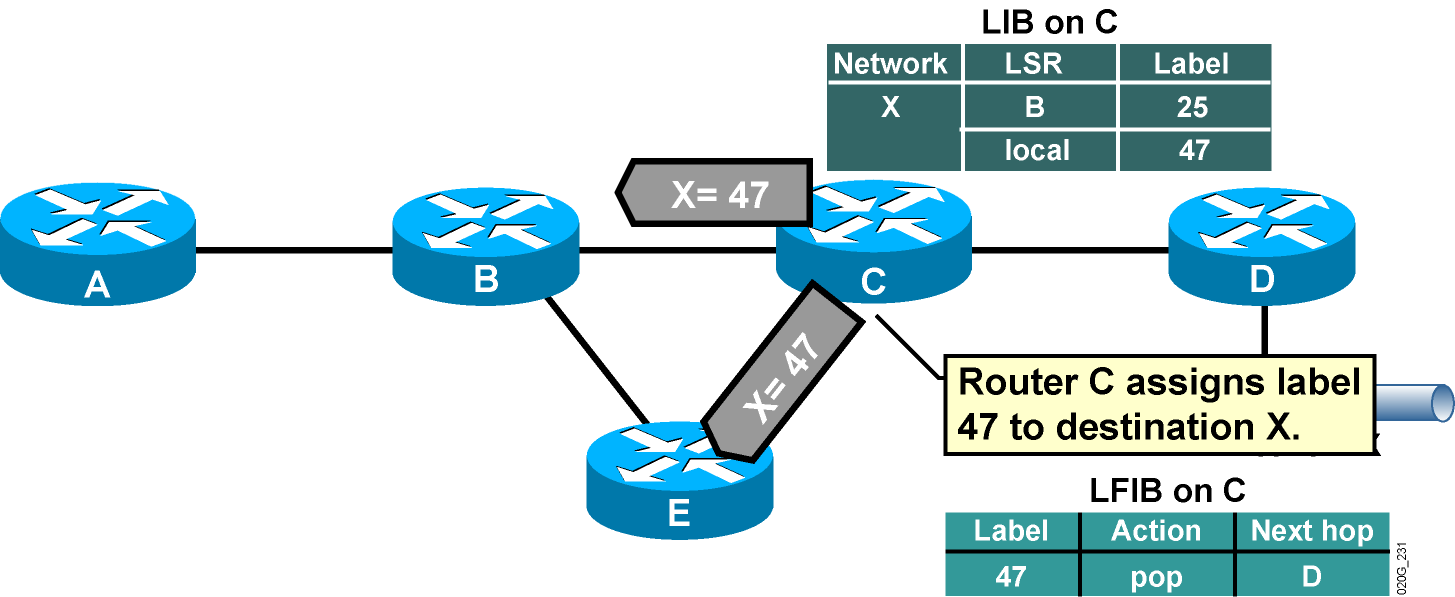 LIB on C
Network LSR Label
X B 25
local 47
X= 47
A
B
C
D
X= 47
Router C assigns label
47 to destination X.
E
LFIB on C
Label Action Next hop
47 pop D
020G_231